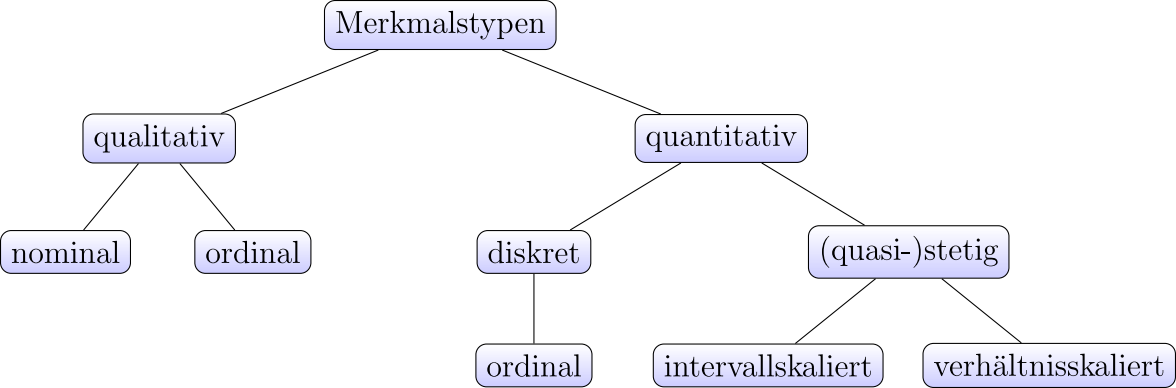 Merkmalstypen
qualitativ
quantitativ
nominal
ordinal
diskret
(quasi-)stetig
ordinal
intervallskaliert
verhältnisskaliert